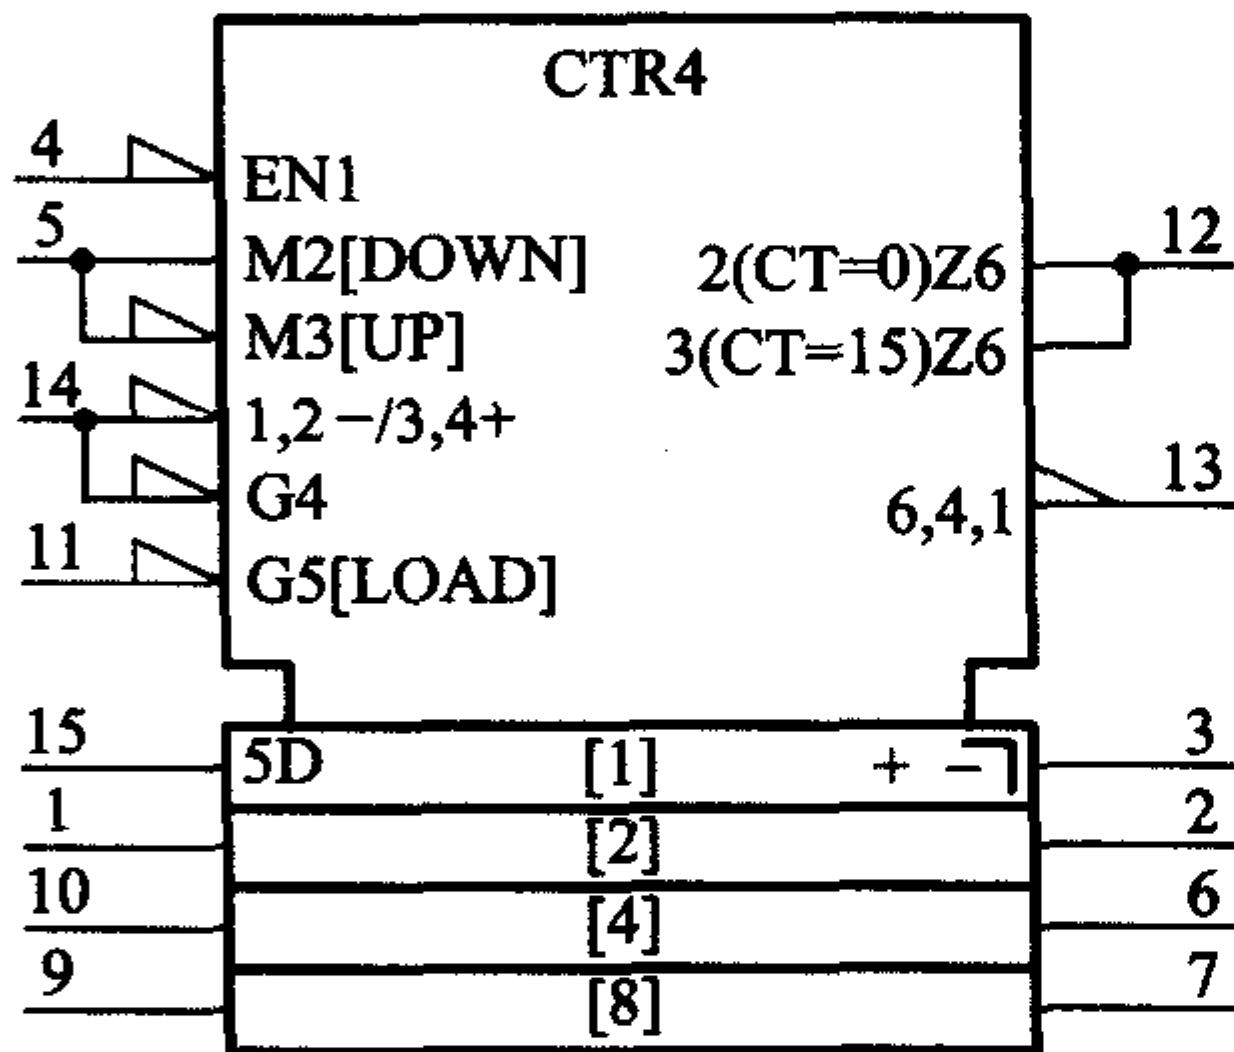 CTR4
4
EN1
5
M2[DOWN]
2(CT=0)Z6
12
M3[UP]
3(CT=15)Z6
14
1,2−/3,4+
G4
6,4,1
13
11
G5[LOAD]
15
5D
[1]
+ −
3
1
[2]
2
10
[4]
6
9
[8]
7